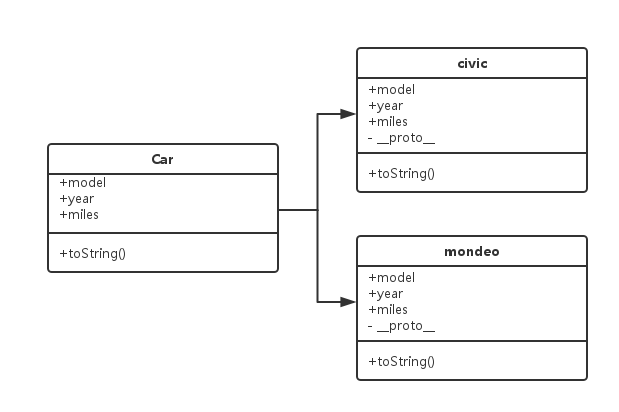 Car
+model
+year
+miles
+toString()
civic
+model
+year
+miles
- __proto__
+toString()
mondeo
+model
+year
+miles
- __proto__
+toString()